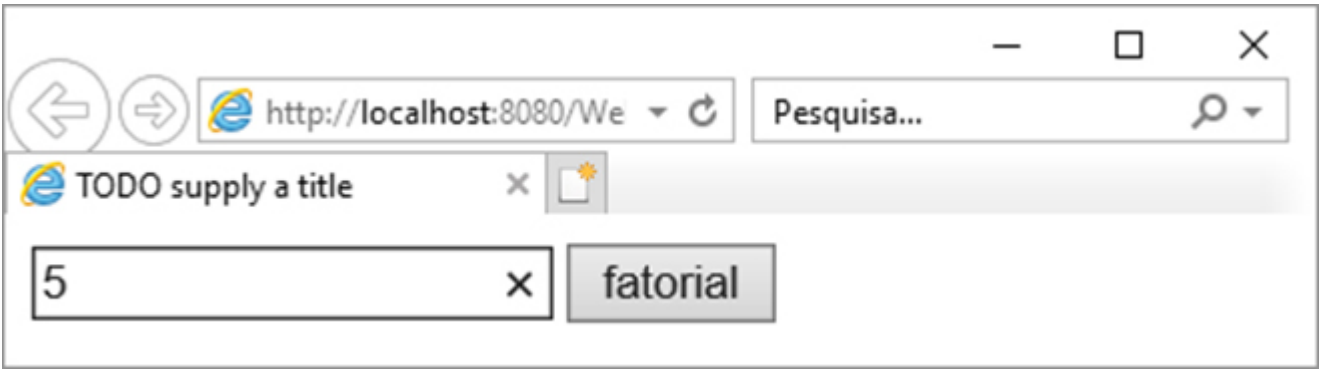 http://localhost:8080/We
Pesquisa...
TODO supply a title
5
fatorial